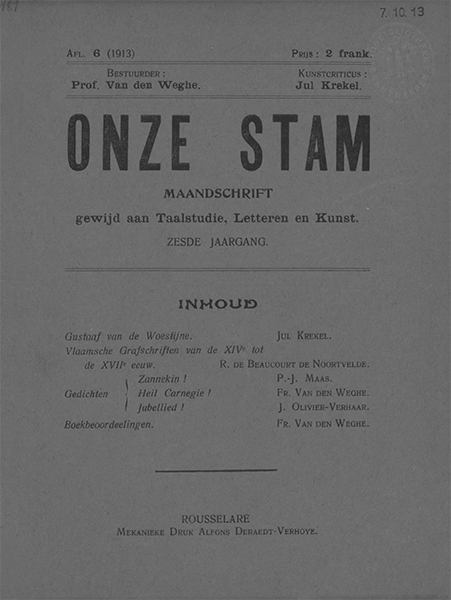 181
7.10.13
Afl. 6 (1913)
Prijs : 2 frank.
Bestuurder :
Kunstcriticus :
Prof. Van den Weghe.
Jul Krekel.
ONZE STAM
MAANDSCHRIFT
gewijd aan Taalstudie, Letteren en Kunst.
ZESDE JAARGANG.
INHOUD
Gustaaf van de Woestijne. Jul Krekel.
Vlaamsche Grafschriften van de XIVe tot
de XVIIe eeuw. R. de Beaucourt de Noortvelde.
Zannekin ! P.-J. Maas.
Gedichten Heil Carnegie ! Fr. Van den Weghe.
Jubellied ! J. Olivier-Verhaar.
Boekbeoordeelingen. Fr. Van den Weghe.
ROUSSELARE
Mekanieke Druk Alfons Deraedt-Verhoye.